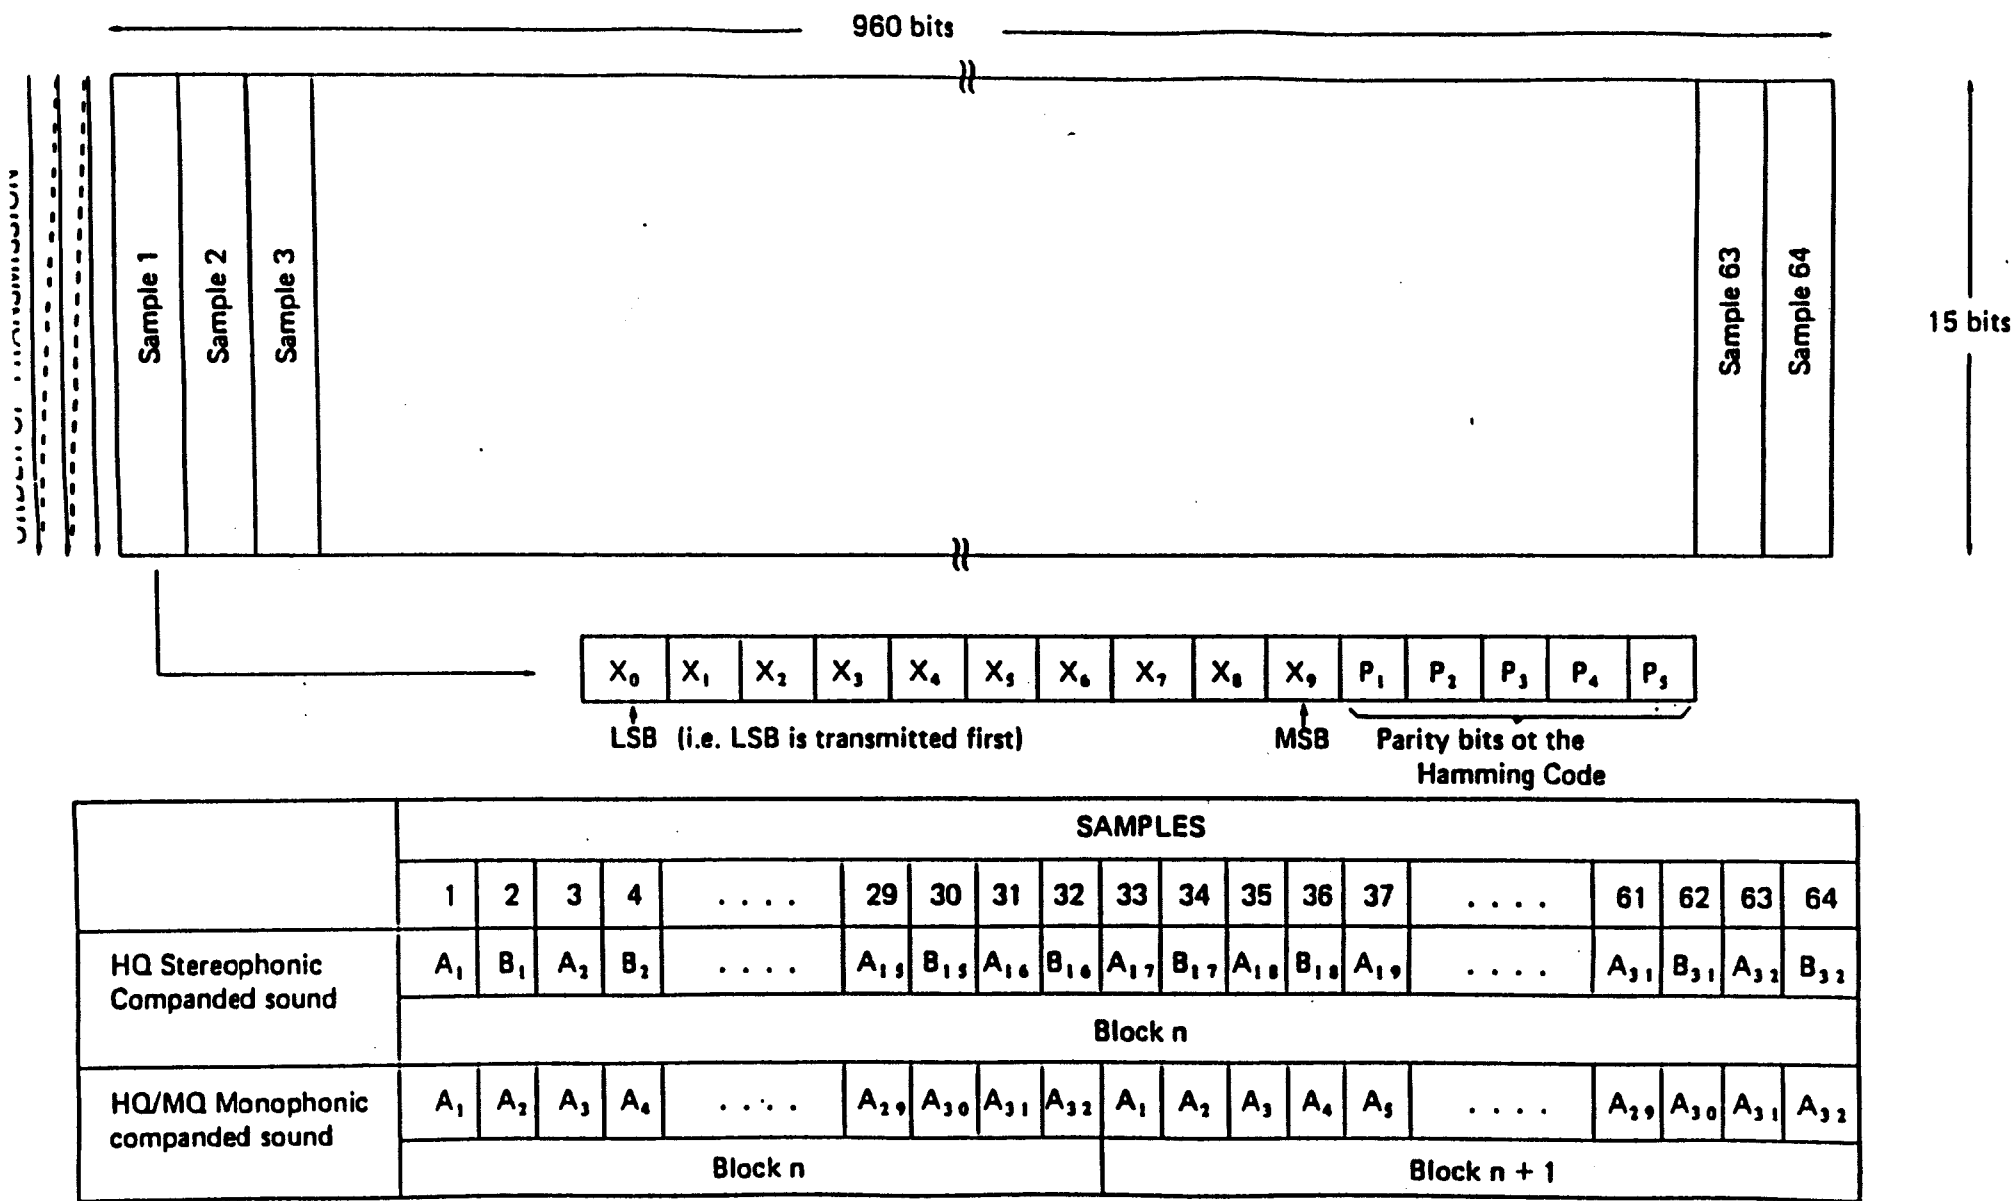 960 bits
Sample 1
Sample 2
Sample 3
Sample 63
Sample 64
15 bits
X₀ X₁ X₂ X₃ X₄ X₅ X₆ X₇ X₈ X₉ P₁ P₂ P₃ P₄ P₅
LSB (i.e. LSB is transmitted first) MSB Parity bits ot the
Hamming Code
SAMPLES
1 2 3 4 .... 29 30 31 32 33 34 35 36 37 .... 61 62 63 64
HQ Stereophonic A₁ B₁ A₂ B₂ .... A₁₅ B₁₅ A₁₆ B₁₆ A₁₇ B₁₇ A₁₈ B₁₈ A₁₉ .... A₃₁ B₃₁ A₃₂ B₃₂
Companded sound
Block n
HQ/MQ Monophonic A₁ A₂ A₃ A₄ .... A₂₉ A₃₀ A₃₁ A₃₂ A₁ A₂ A₃ A₄ A₅ .... A₂₉ A₃₀ A₃₁ A₃₂
companded sound
Block n Block n + 1